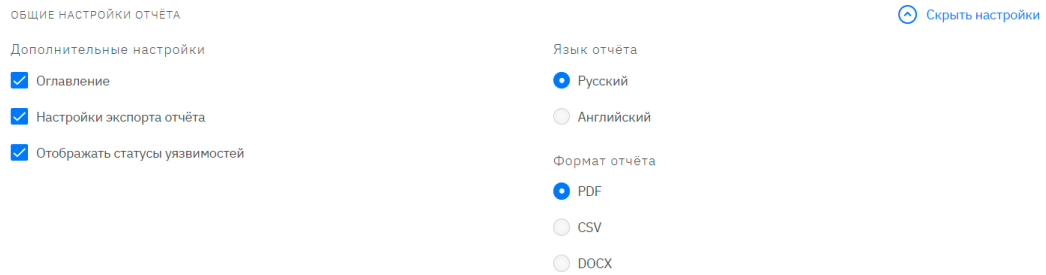 ОБЩИЕ НАСТРОЙКИ ОТЧЁТА
Скрыть настройки
Дополнительные настройки
Оглавление
Настройки экспорта отчёта
Отображать статусы уязвимостей
Язык отчёта
Русский
Английский
Формат отчёта
PDF
CSV
DOCX